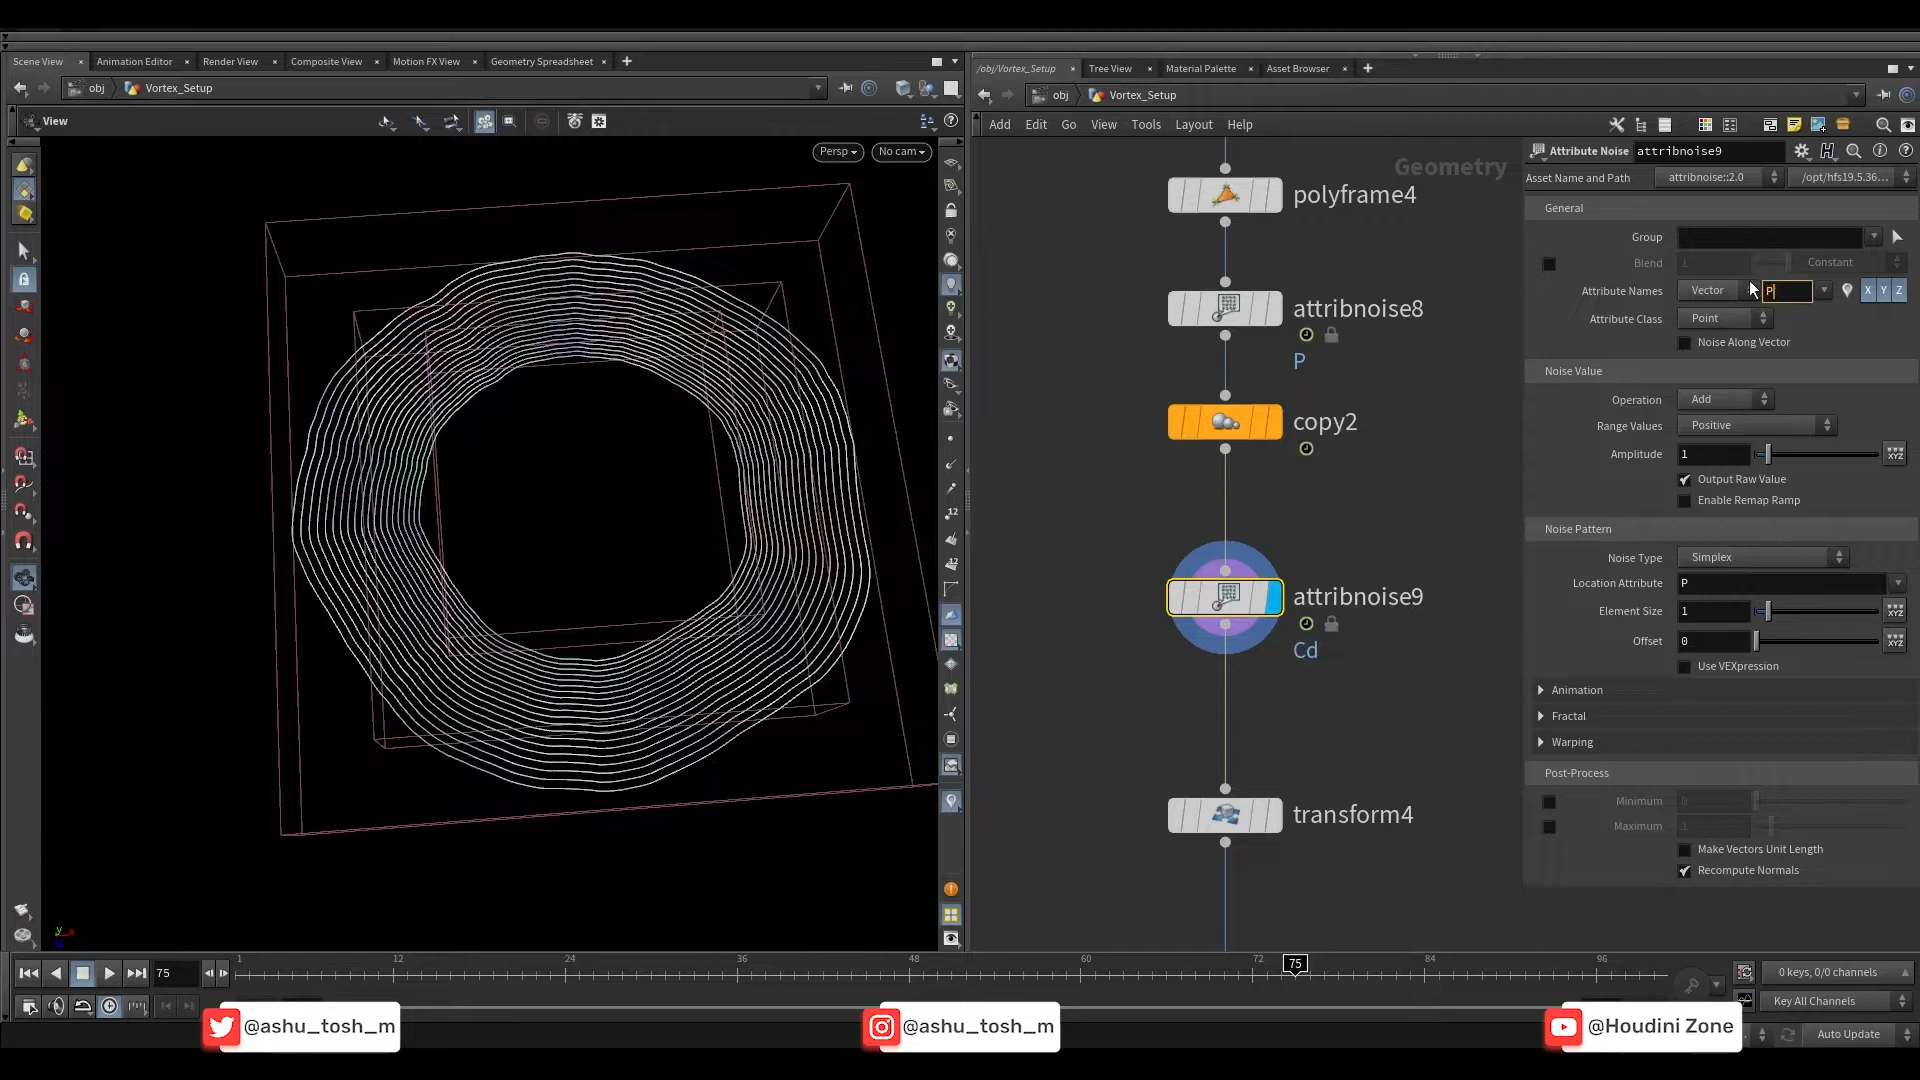 Scene View
Animation Editor
Render View
Composite View
Motion FX View
Geometry Spreadsheet
/obj/Vortex_Setup
Tree View
Material Palette
Asset Browser
obj
Vortex_Setup
obj
Vortex_Setup
View
Add
Edit
Go
View
Tools
Layout
Help
Persp
No cam
Geometry
Attribute Noise
attribnoise9
Asset Name and Path
attribnoise::2.0
/opt/hfs19.5.36...
General
Group
Blend
1
Constant
Attribute Names
Vector
P
X
Y
Z
Attribute Class
Point
Noise Along Vector
Noise Value
Operation
Add
Range Values
Positive
Amplitude
1
Output Raw Value
Enable Remap Ramp
Noise Pattern
Noise Type
Simplex
Location Attribute
P
Element Size
1
Offset
0
Use VEXpression
Animation
Fractal
Warping
Post-Process
Minimum
0
Maximum
1
Make Vectors Unit Length
Recompute Normals
polyframe4
attribnoise8
P
copy2
attribnoise9
Cd
transform4
12
12
y
x
75
1
12
24
36
48
60
72
75
84
96
0 keys, 0/0 channels
Key All Channels
Auto Update
@ashu_tosh_m
@ashu_tosh_m
@Houdini Zone